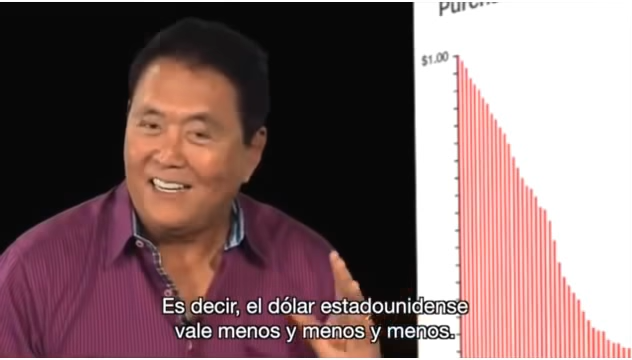 $1.00
Es decir, el dólar estadounidense
vale menos y menos y menos.